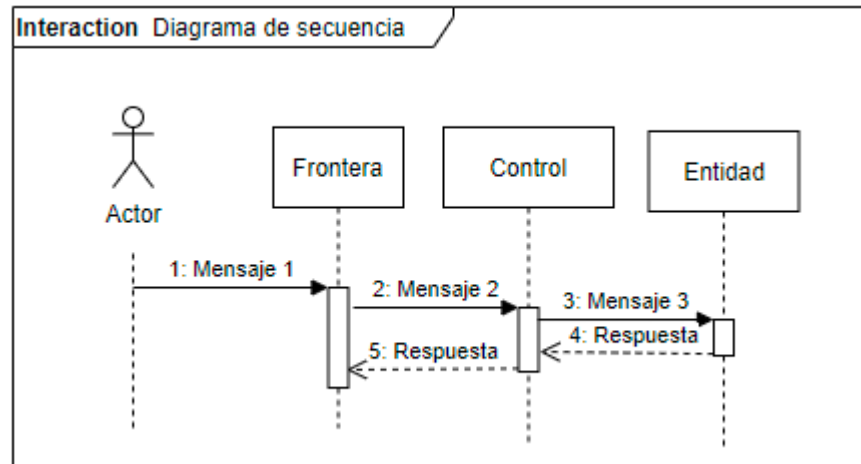 Interaction Diagrama de secuencia
Actor
Frontera
Control
Entidad
1: Mensaje 1
2: Mensaje 2
3: Mensaje 3
4: Respuesta
5: Respuesta